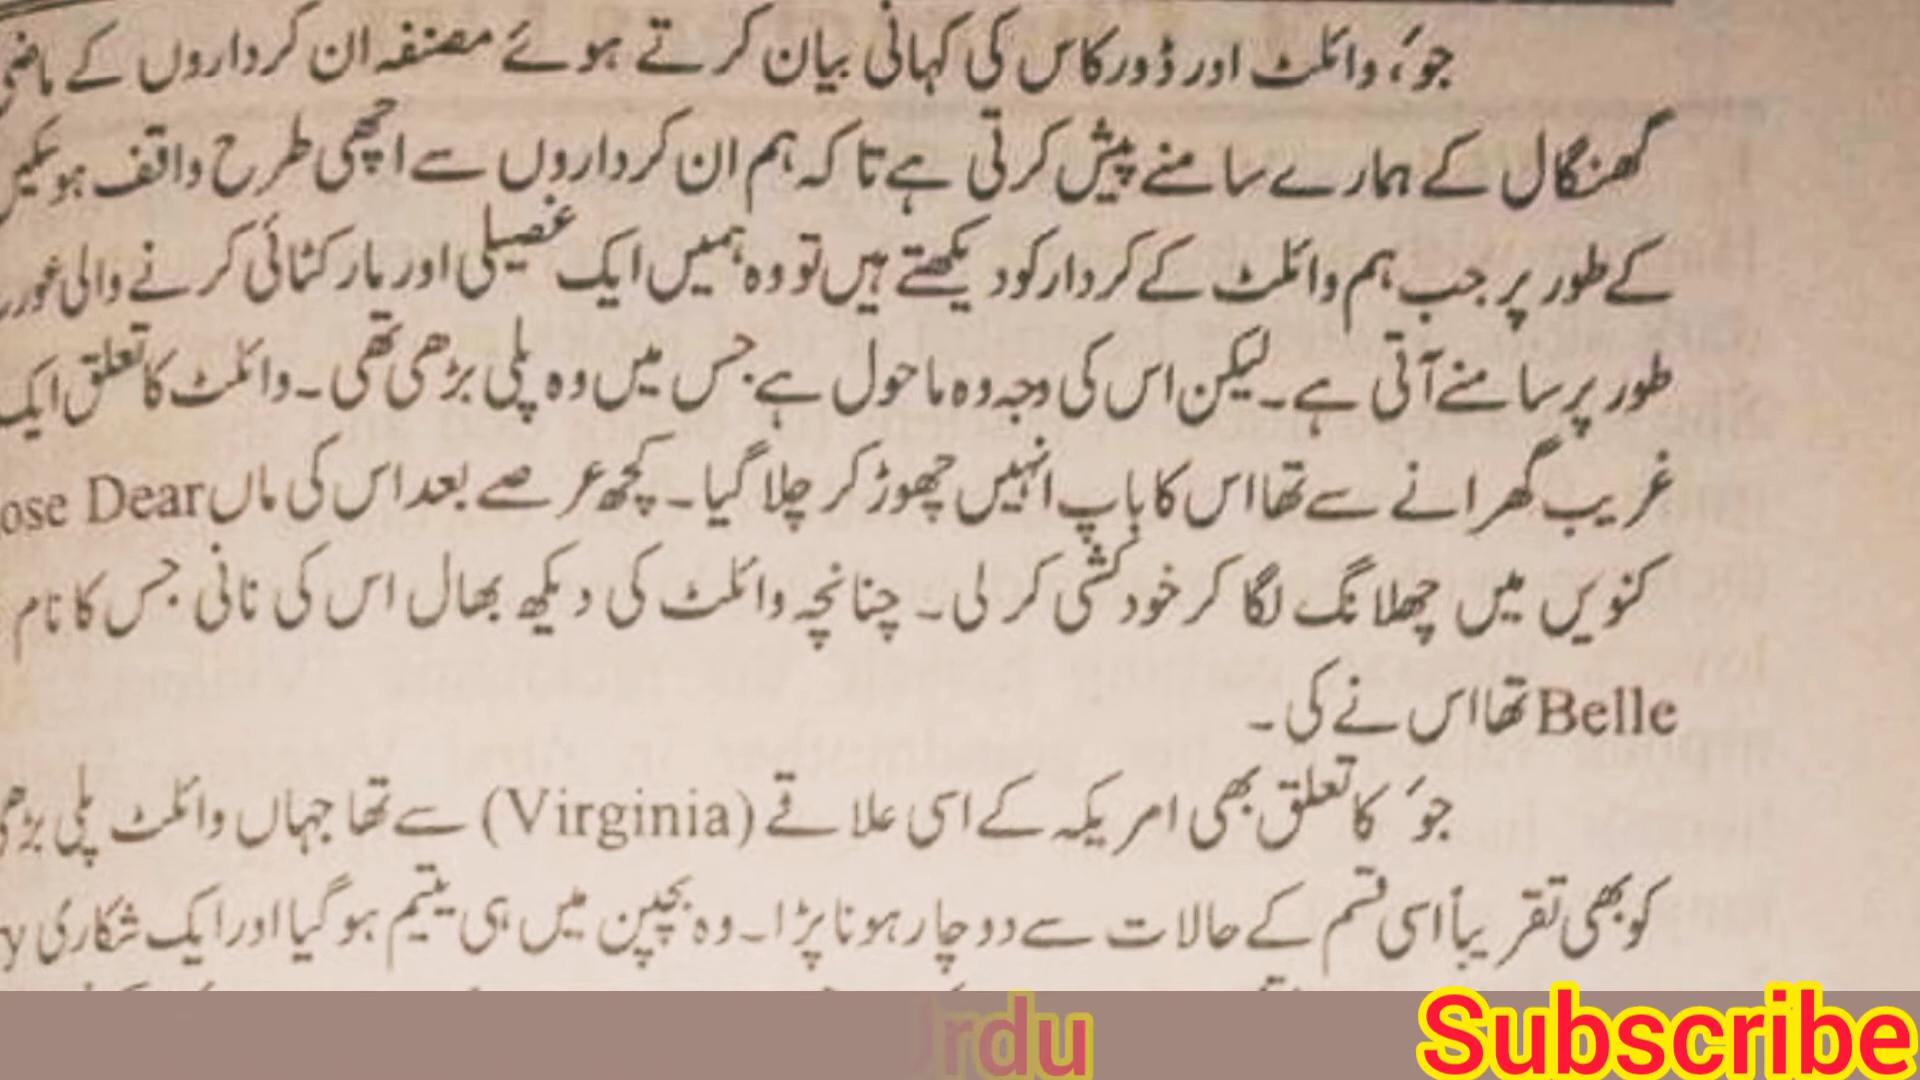 جو، وائلٹ اور ڈورکاس کی کہانی بیان کرتے ہوئے مصنفہ ان کرداروں کے
کھنگال کے ہمارے سامنے پیش کرتی ہے تاکہ ہم ان کرداروں سے اچھی طرح واقف ہو سکیں
کے طور پر جب ہم وائلٹ کے کردار کو دیکھتے ہیں تو وہ ہمیں ایک غصیلی اور مار کٹائی کرنے والی
طور پر سامنے آتی ہے۔ لیکن اس کی وجہ وہ ماحول ہے جس میں وہ پلی بڑھی تھی۔ وائلٹ کا تعلق ایک
غریب گھرانے سے تھا اس کا باپ انہیں چھوڑ کر چلا گیا۔ کچھ عرصے بعد اس کی ماں ose Dear
کنویں میں چھلانگ لگا کر خودکشی کر لی۔ چنانچہ وائلٹ کی دیکھ بھال اس کی نانی جس کا نام
Belle تھا اس نے کی۔
جو، کا تعلق بھی امریکہ کے اسی علاقے (Virginia) سے تھا جہاں وائلٹ پلی
کو بھی تقریباً اسی قسم کے حالات سے دوچار ہونا پڑا۔ وہ بچپن میں ہی یتیم ہو گیا اور ایک شکاری
Urdu
Subscribe